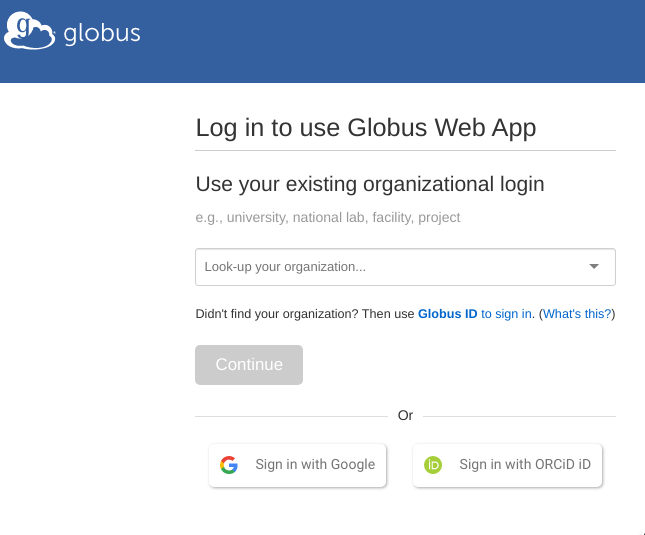 globus
Log in to use Globus Web App
Use your existing organizational login
e.g., university, national lab, facility, project
Look-up your organization...
Didn't find your organization? Then use Globus ID to sign in. (What's this?)
Continue
Or
Sign in with Google
iD Sign in with ORCiD iD